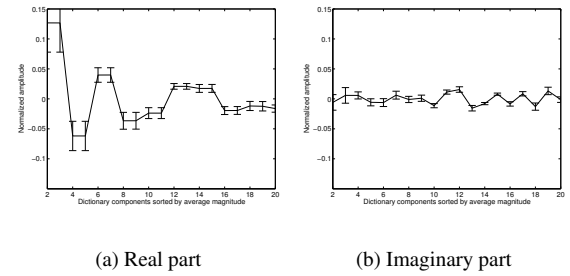 0.15
0.1
0.05
0
−0.05
−0.1
Normalized amplitude
2 4 6 8 10 12 14 16 18 20
Dictionary components sorted by average magnitude
(a) Real part
0.15
0.1
0.05
0
−0.05
−0.1
Normalized amplitude
2 4 6 8 10 12 14 16 18 20
Dictionary components sorted by average magnitude
(b) Imaginary part